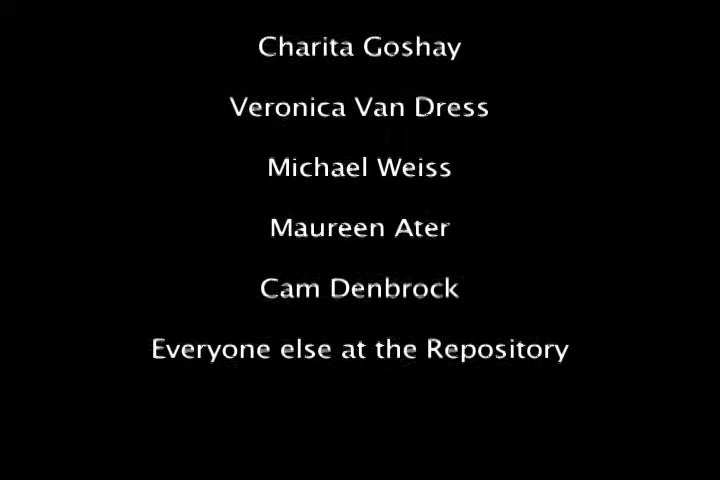 Charita Goshay
Veronica Van Dress
Michael Weiss
Maureen Ater
Cam Denbrock
Everyone else at the Repository